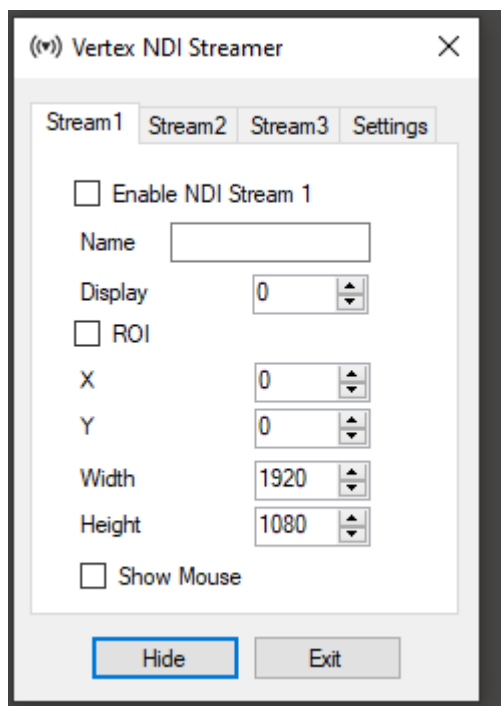 Vertex NDI Streamer
Stream1 Stream2 Stream3 Settings
Enable NDI Stream 1
Name
Display 0
ROI
X 0
Y 0
Width 1920
Height 1080
Show Mouse
Hide Exit